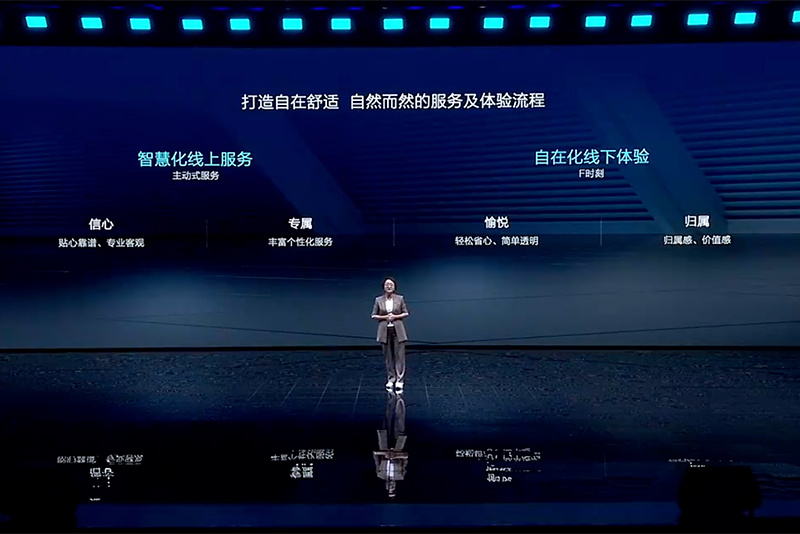 打造自在舒适 自然而然的服务及体验流程
智慧化线上服务
主动式服务
自在化线下体验
F时刻
信心
贴心靠谱、专业客观
专属
丰富个性化服务
愉悦
轻松省心、简单透明
归属
归属感、价值感